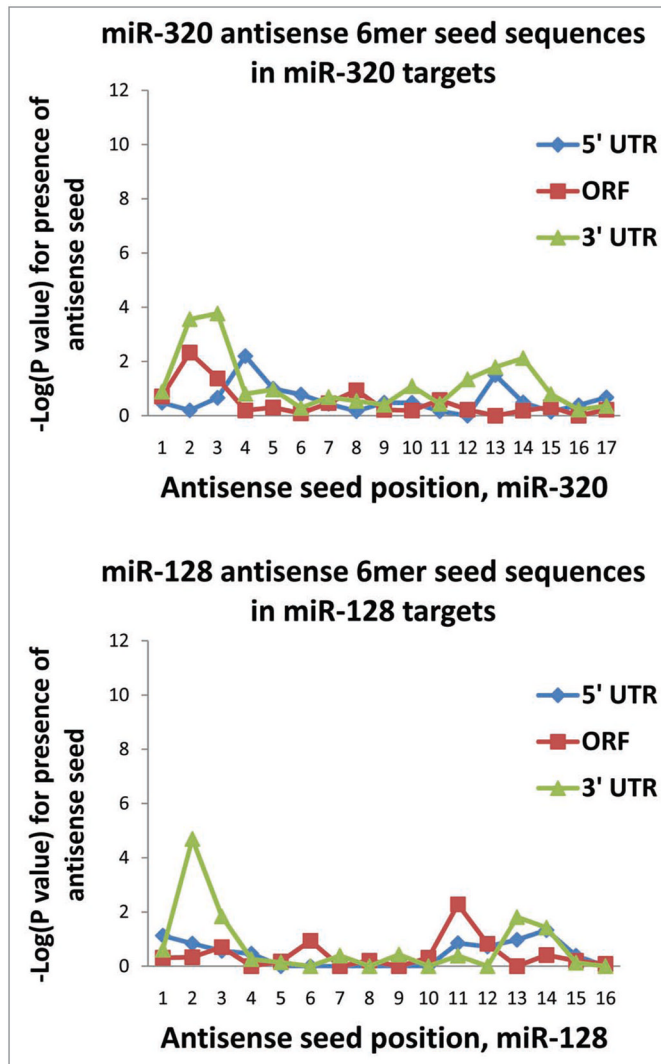 miR-320 antisense 6mer seed sequences
in miR-320 targets
-Log(P value) for presence of
antisense seed
12
10
8
6
4
2
0
5' UTR
ORF
3' UTR
1 2 3 4 5 6 7 8 9 10 11 12 13 14 15 16 17
Antisense seed position, miR-320
miR-128 antisense 6mer seed sequences
in miR-128 targets
-Log(P value) for presence of
antisense seed
12
10
8
6
4
2
0
5' UTR
ORF
3' UTR
1 2 3 4 5 6 7 8 9 10 11 12 13 14 15 16
Antisense seed position, miR-128